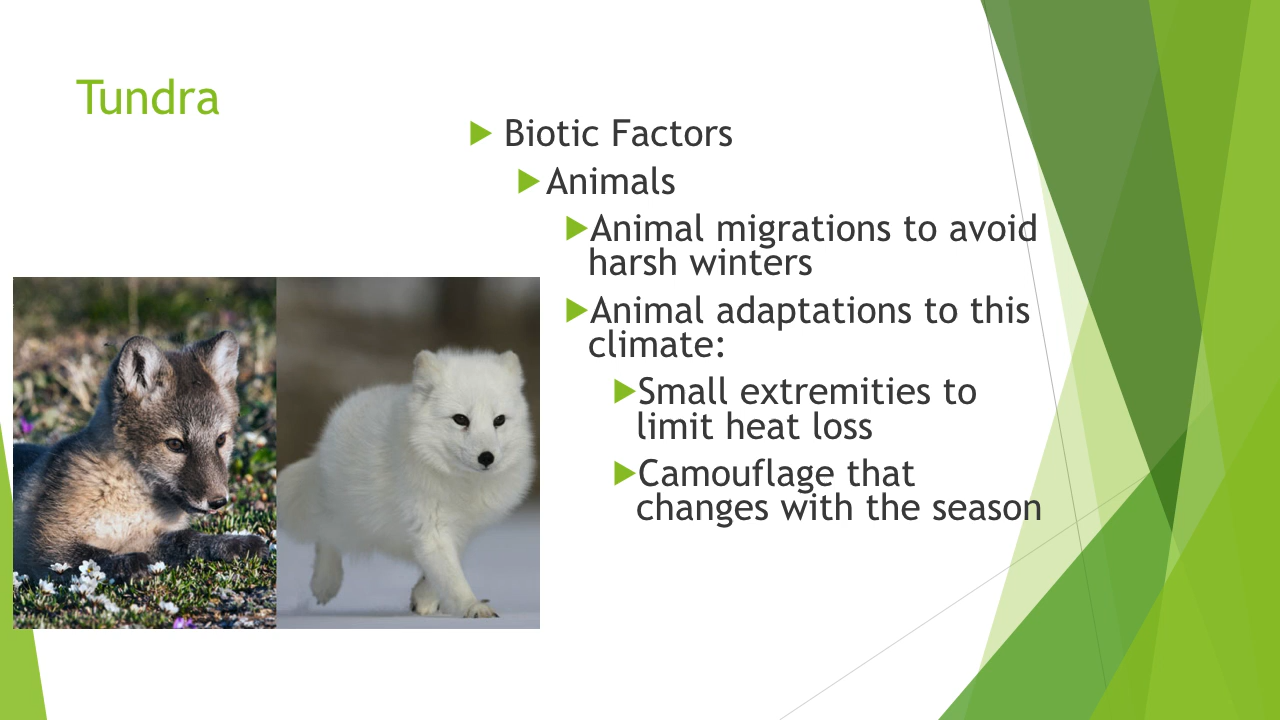 Tundra
Biotic Factors
Animals
Animal migrations to avoid
harsh winters
Animal adaptations to this
climate:
Small extremities to
limit heat loss
Camouflage that
changes with the season